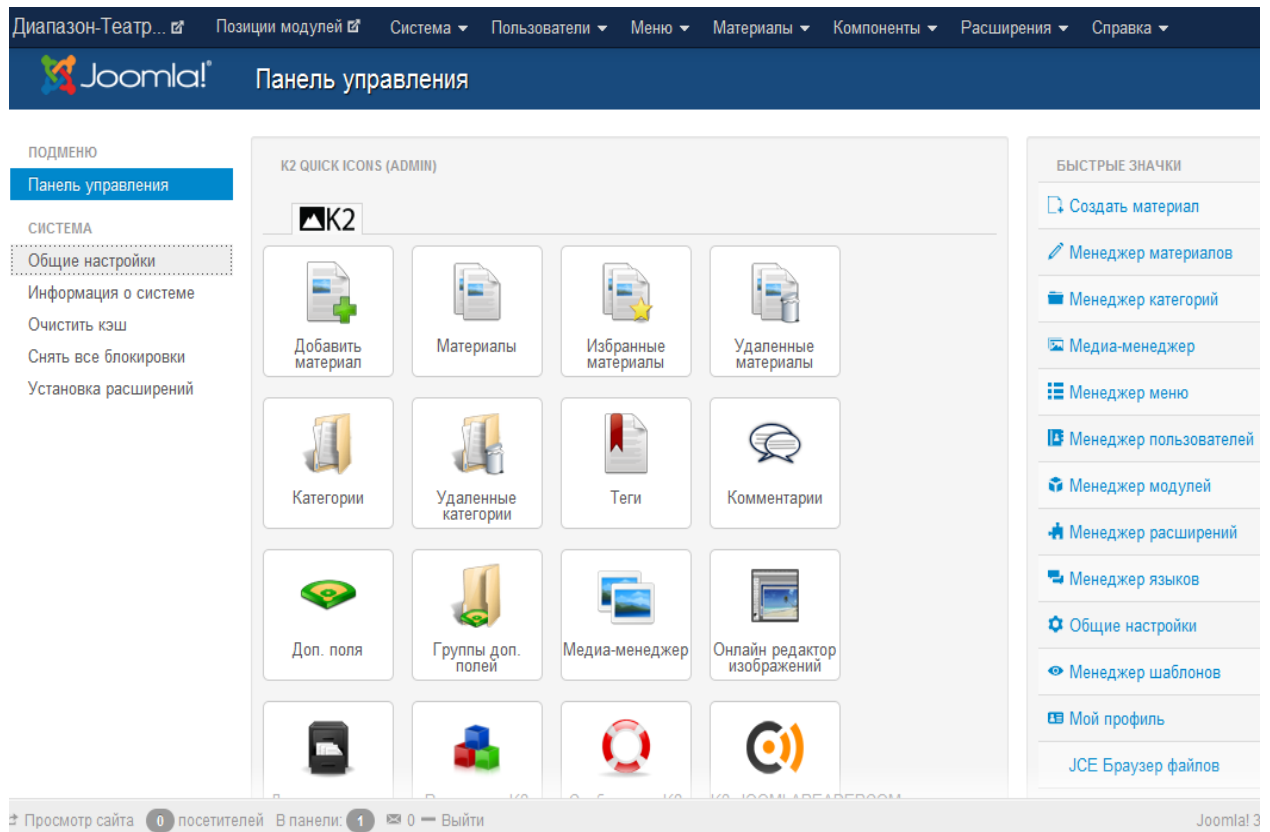 Диапазон-Театр... Позиции модулей Система Пользователи Меню Материалы Компоненты Расширения Справка
Joomla!® Панель управления
ПОДМЕНЮ
Панель управления
СИСТЕМА
Общие настройки
Информация о системе
Очистить кэш
Снять все блокировки
Установка расширений
K2 QUICK ICONS (ADMIN)
K2
Добавить
материал
Материалы
Избранные
материалы
Удаленные
материалы
Категории
Удаленные
категории
Теги
Комментарии
Доп. поля
Группы доп.
полей
Медиа-менеджер
Онлайн редактор
изображений
БЫСТРЫЕ ЗНАЧКИ
Создать материал
Менеджер материалов
Менеджер категорий
Медиа-менеджер
Менеджер меню
Менеджер пользователей
Менеджер модулей
Менеджер расширений
Менеджер языков
Общие настройки
Менеджер шаблонов
Мой профиль
JCE Браузер файлов
Просмотр сайта 0 посетителей В панели: 1 0 Выйти
Joomla! 3